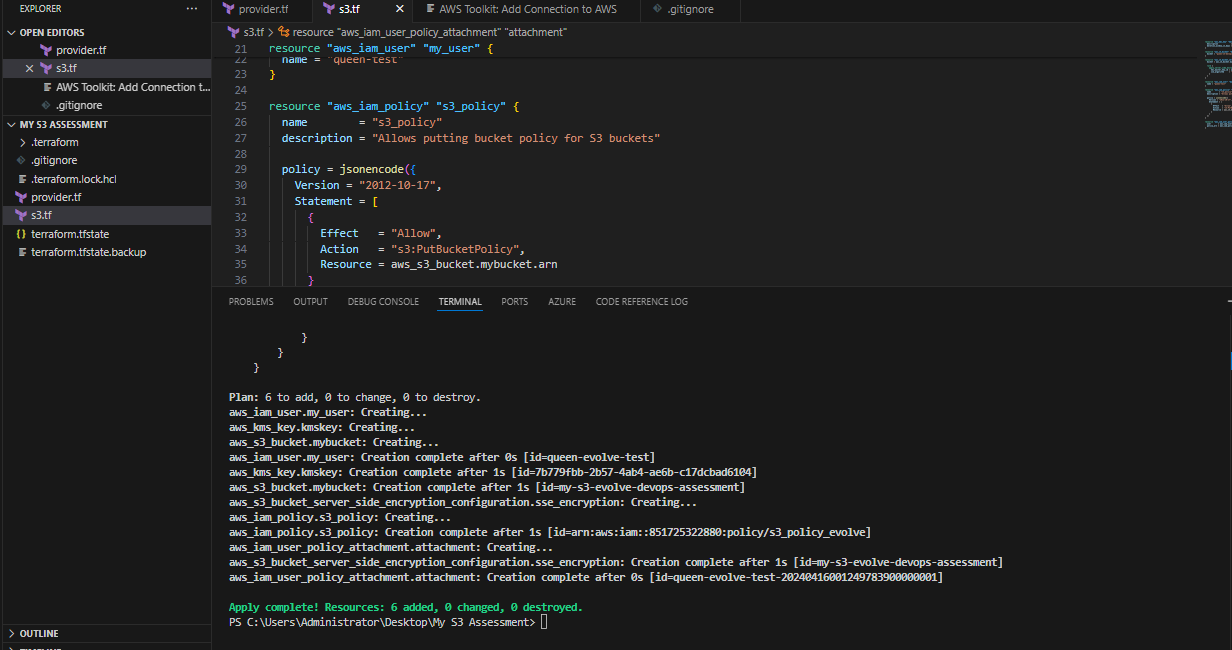 EXPLORER
···
OPEN EDITORS
provider.tf
s3.tf
AWS Toolkit: Add Connection t...
.gitignore
MY S3 ASSESSMENT
.terraform
.gitignore
.terraform.lock.hcl
provider.tf
s3.tf
terraform.tfstate
terraform.tfstate.backup
OUTLINE
provider.tf
s3.tf
AWS Toolkit: Add Connection to AWS
.gitignore
s3.tf > resource "aws_iam_user_policy_attachment" "attachment"
21 resource "aws_iam_user" "my_user" {
22 name = "queen-test"
23 }
24
25 resource "aws_iam_policy" "s3_policy" {
26 name        = "s3_policy"
27 description = "Allows putting bucket policy for S3 buckets"
28
29 policy = jsonencode({
30 Version = "2012-10-17",
31 Statement = [
32 {
33 Effect   = "Allow",
34 Action   = "s3:PutBucketPolicy",
35 Resource = aws_s3_bucket.mybucket.arn
36 }
PROBLEMS OUTPUT DEBUG CONSOLE TERMINAL PORTS AZURE CODE REFERENCE LOG
}
}
}
Plan: 6 to add, 0 to change, 0 to destroy.
aws_iam_user.my_user: Creating...
aws_kms_key.kmskey: Creating...
aws_s3_bucket.mybucket: Creating...
aws_iam_user.my_user: Creation complete after 0s [id=queen-evolve-test]
aws_kms_key.kmskey: Creation complete after 1s [id=7b779fbb-2b57-4ab4-ae6b-c17dcbad6104]
aws_s3_bucket.mybucket: Creation complete after 1s [id=my-s3-evolve-devops-assessment]
aws_s3_bucket_server_side_encryption_configuration.sse_encryption: Creating...
aws_iam_policy.s3_policy: Creating...
aws_iam_policy.s3_policy: Creation complete after 1s [id=arn:aws:iam::851725322880:policy/s3_policy_evolve]
aws_iam_user_policy_attachment.attachment: Creating...
aws_s3_bucket_server_side_encryption_configuration.sse_encryption: Creation complete after 1s [id=my-s3-evolve-devops-assessment]
aws_iam_user_policy_attachment.attachment: Creation complete after 0s [id=queen-evolve-test-20240416001249783900000001]
Apply complete! Resources: 6 added, 0 changed, 0 destroyed.
PS C:\Users\Administrator\Desktop\My S3 Assessment>